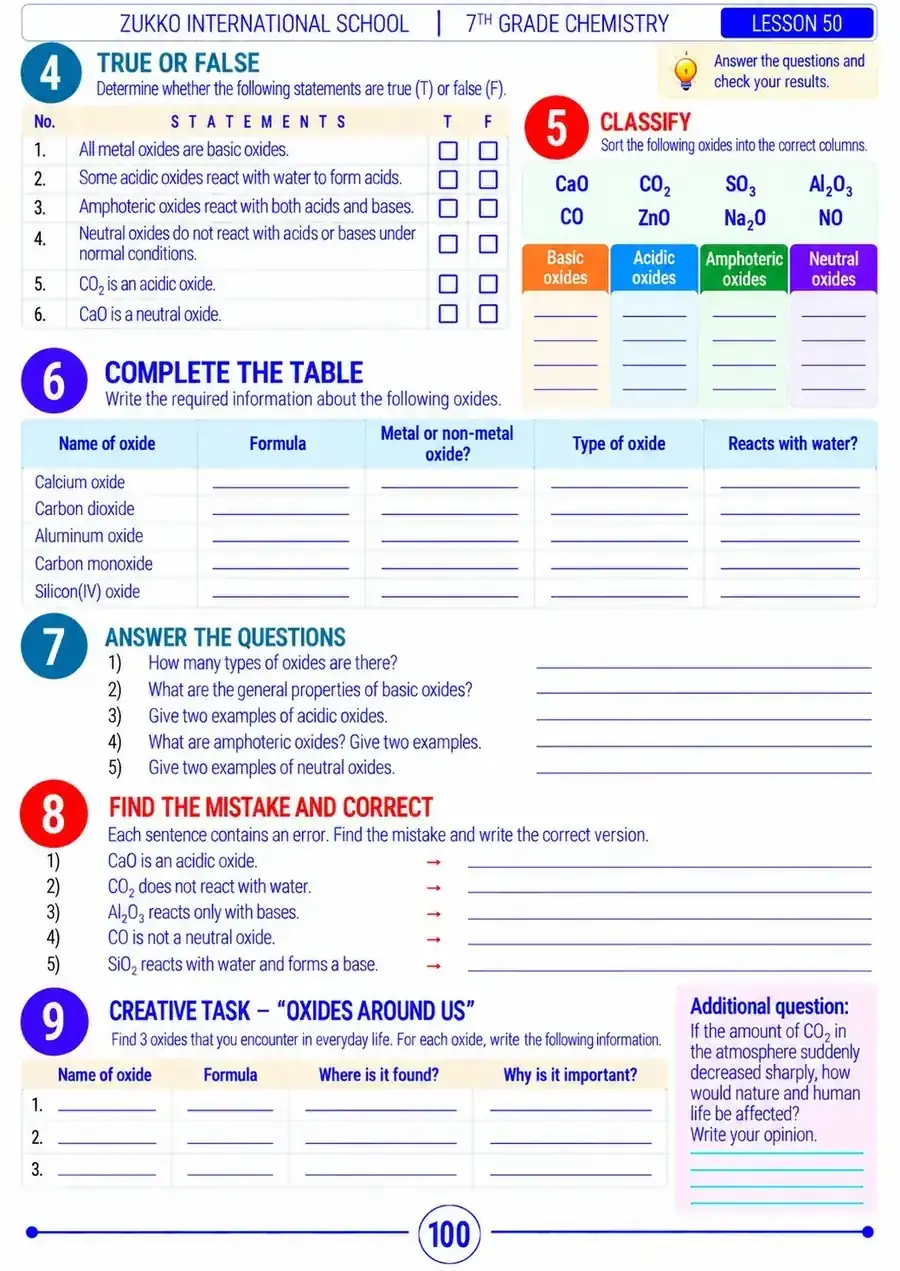 ZUKKO INTERNATIONAL SCHOOL | 7TH GRADE CHEMISTRY LESSON 50
4 TRUE OR FALSE
Determine whether the following statements are true (T) or false (F).
Answer the questions and
check your results.
No. STATEMENTS T F
1. All metal oxides are basic oxides.
2. Some acidic oxides react with water to form acids.
3. Amphoteric oxides react with both acids and bases.
4. Neutral oxides do not react with acids or bases under
normal conditions.
5. CO₂ is an acidic oxide.
6. CaO is a neutral oxide.
5 CLASSIFY
Sort the following oxides into the correct columns.
CaO CO₂ SO₃ Al₂O₃
CO ZnO Na₂O NO
Basic oxides
Acidic oxides
Amphoteric oxides
Neutral oxides
6 COMPLETE THE TABLE
Write the required information about the following oxides.
Name of oxide Formula Metal or non-metal oxide? Type of oxide Reacts with water?
Calcium oxide
Carbon dioxide
Aluminum oxide
Carbon monoxide
Silicon(IV) oxide
7 ANSWER THE QUESTIONS
1) How many types of oxides are there?
2) What are the general properties of basic oxides?
3) Give two examples of acidic oxides.
4) What are amphoteric oxides? Give two examples.
5) Give two examples of neutral oxides.
8 FIND THE MISTAKE AND CORRECT
Each sentence contains an error. Find the mistake and write the correct version.
1) CaO is an acidic oxide. →
2) CO₂ does not react with water. →
3) Al₂O₃ reacts only with bases. →
4) CO is not a neutral oxide. →
5) SiO₂ reacts with water and forms a base. →
9 CREATIVE TASK – “OXIDES AROUND US”
Find 3 oxides that you encounter in everyday life. For each oxide, write the following information.
Name of oxide Formula Where is it found? Why is it important?
1.
2.
3.
Additional question:
If the amount of CO₂ in
the atmosphere suddenly
decreased sharply, how
would nature and human
life be affected?
Write your opinion.
100